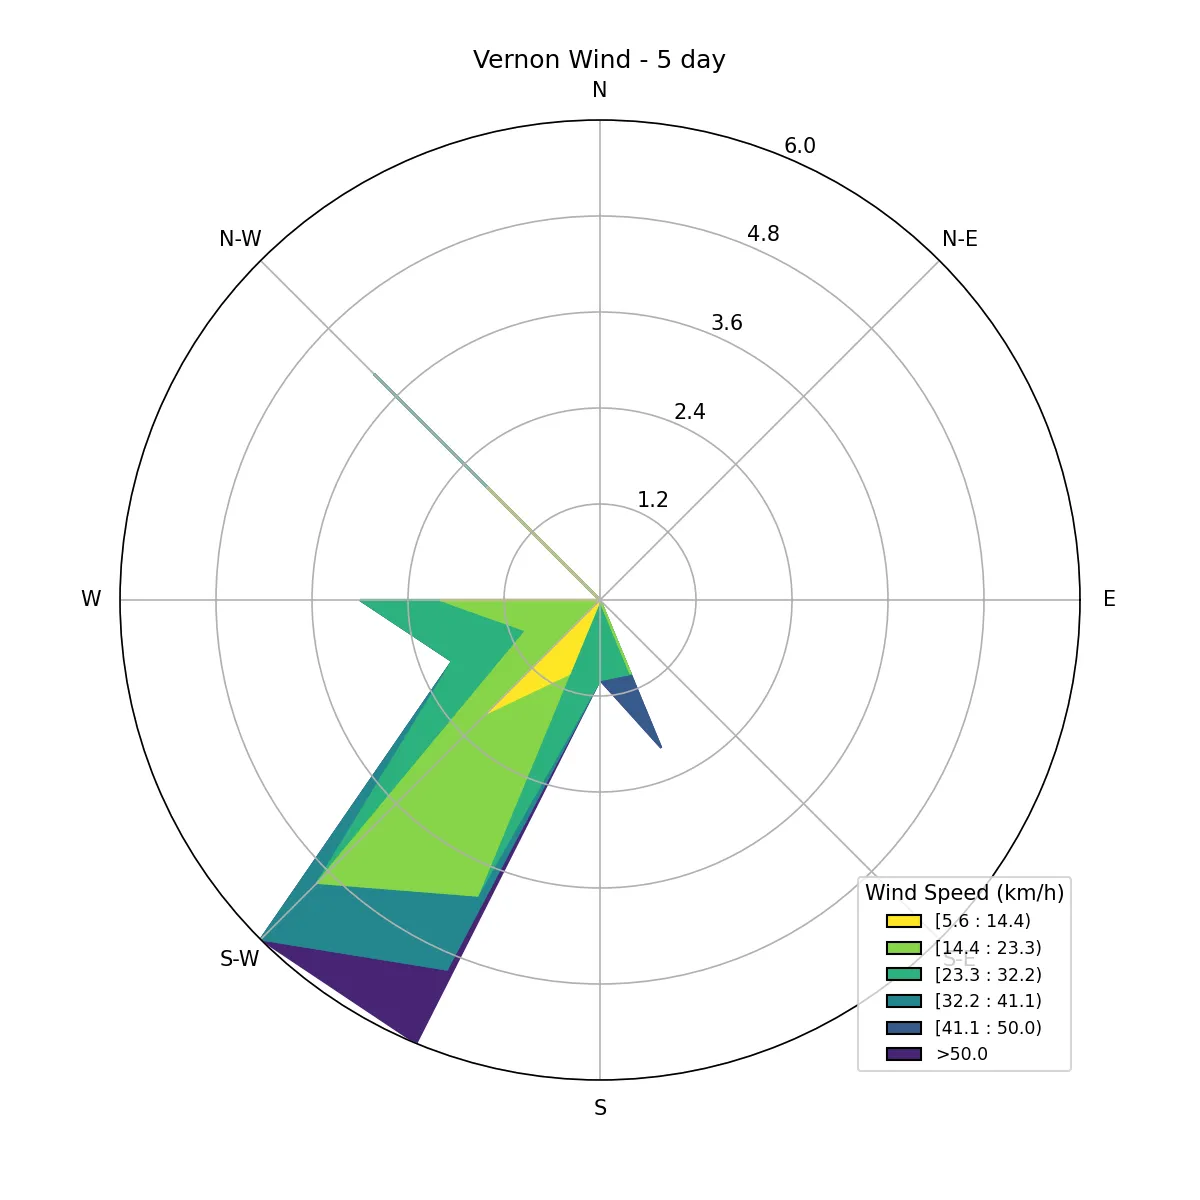 Vernon Wind - 5 day
N
6.0
N-W
4.8
N-E
3.6
2.4
1.2
W
E
S-W
S-E
S
Wind Speed (km/h)
[5.6 : 14.4)
[14.4 : 23.3)
[23.3 : 32.2)
[32.2 : 41.1)
[41.1 : 50.0)
>50.0